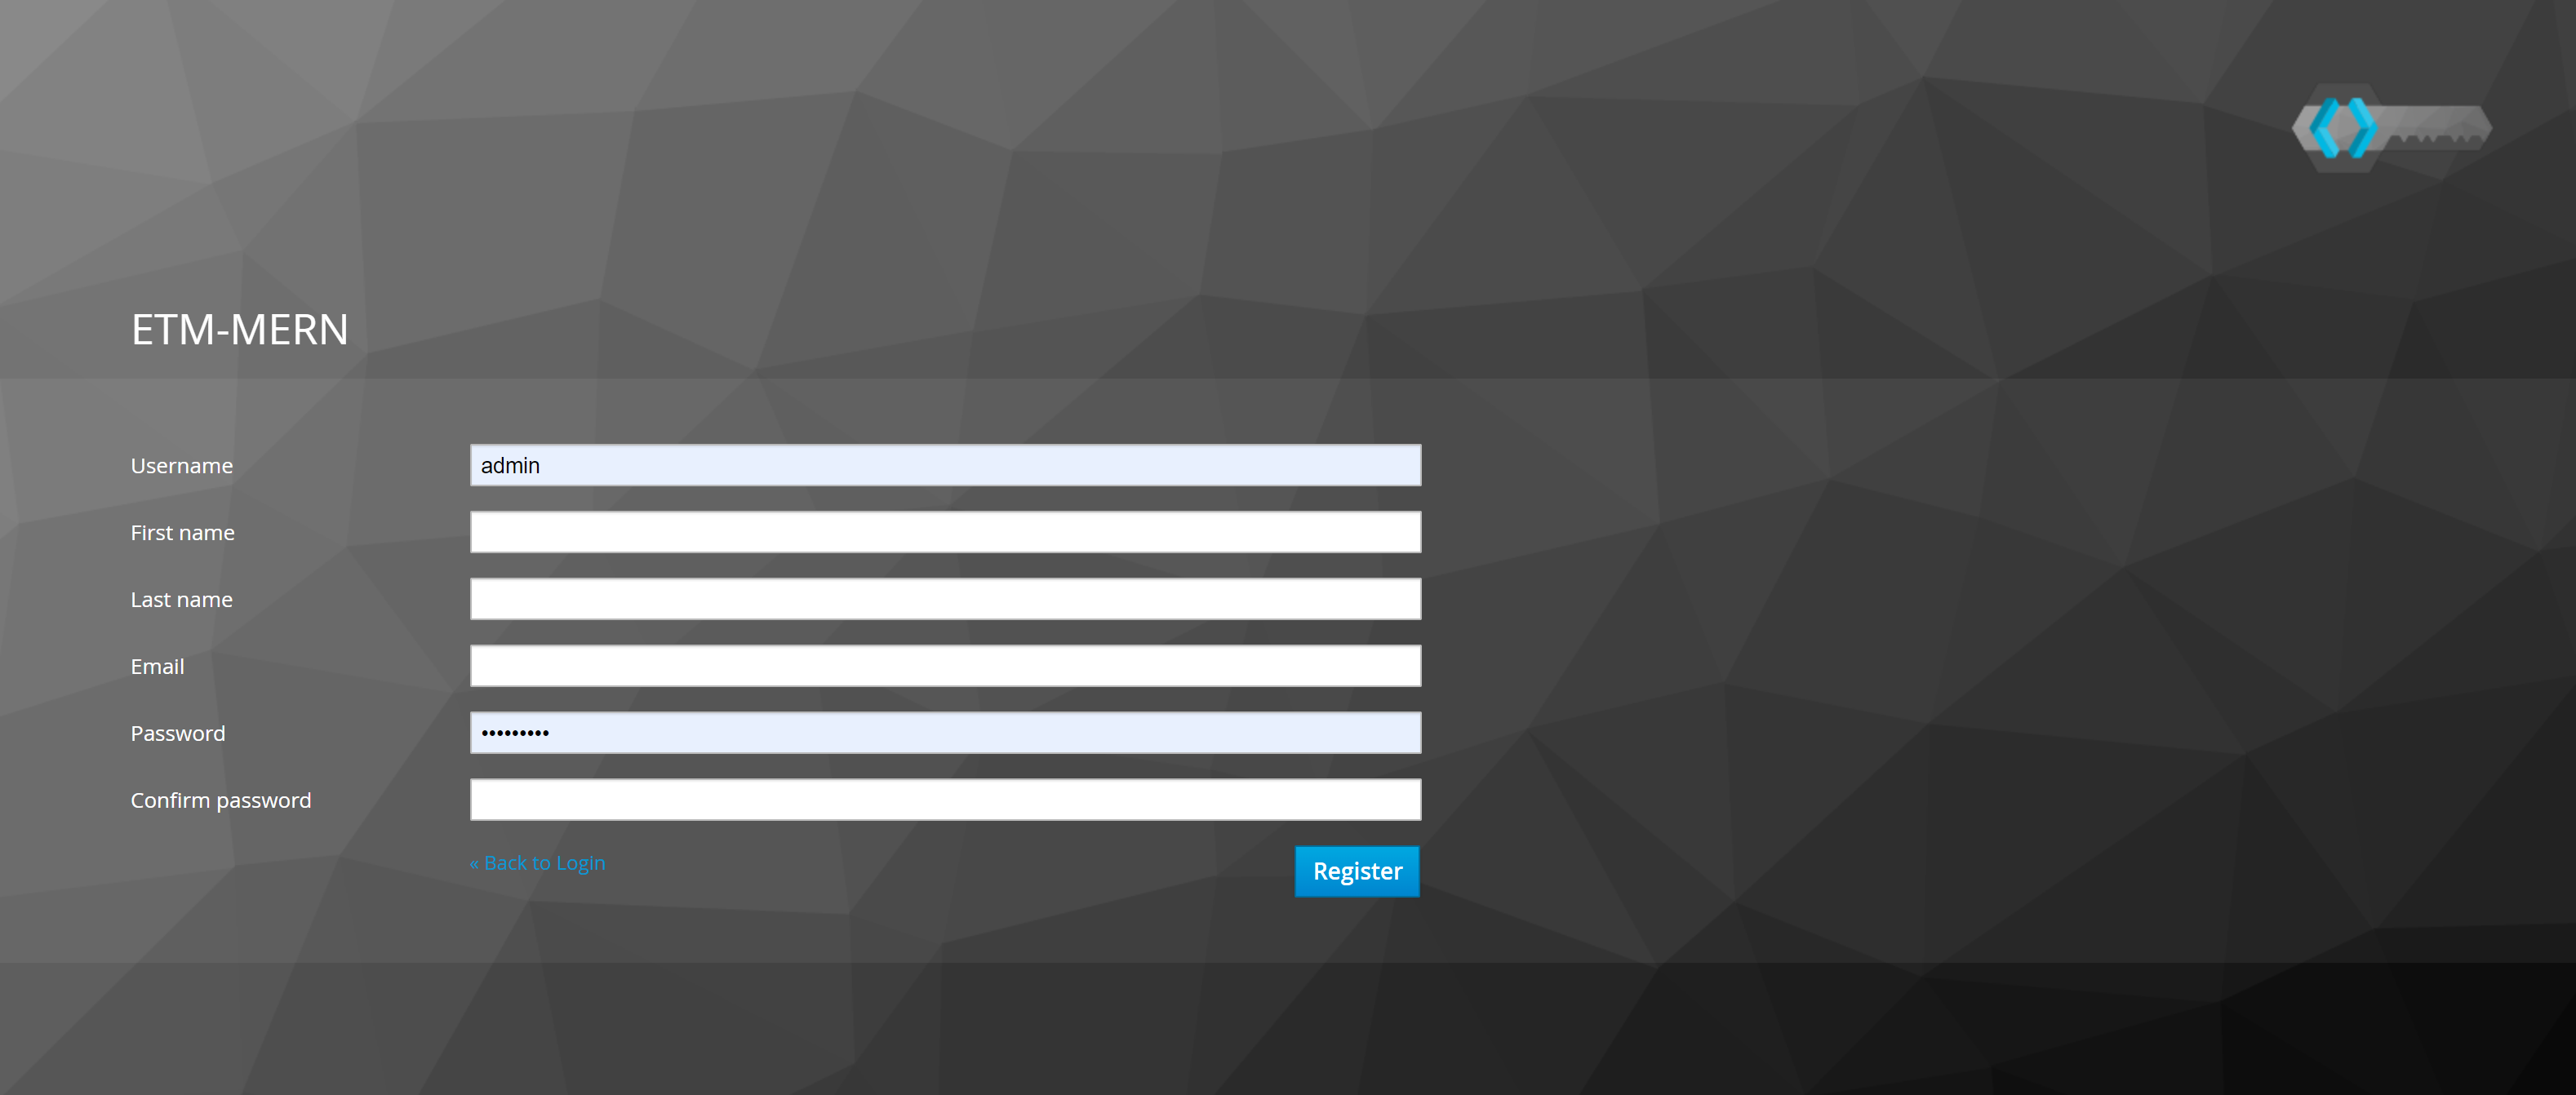 ETM-MERN
Username
admin
First name
Last name
Email
Password
•••••••••
Confirm password
« Back to Login
Register